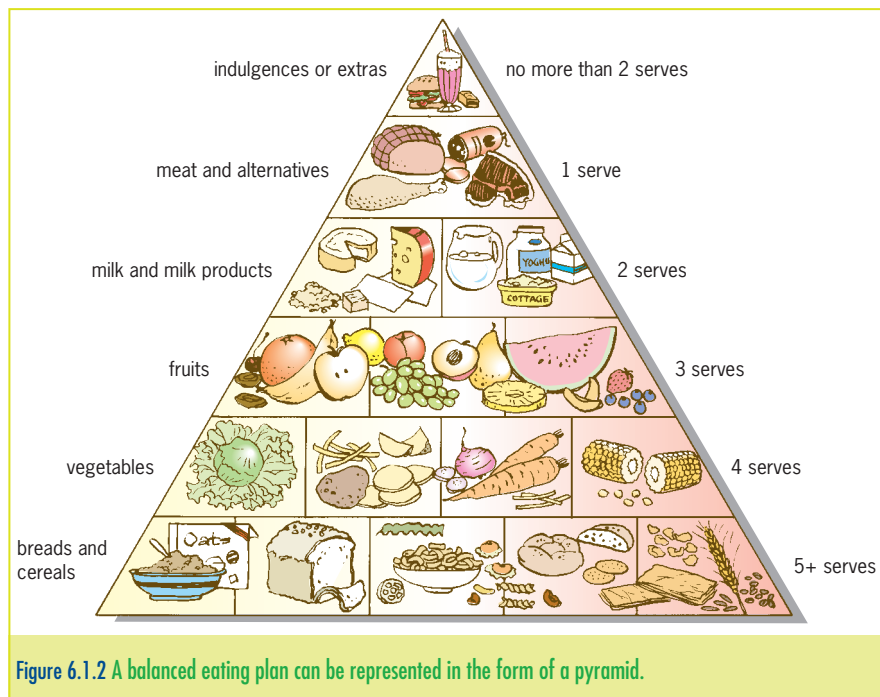 indulgences or extras
no more than 2 serves
meat and alternatives
1 serve
milk and milk products
YOGHU
COTTAGE
2 serves
fruits
3 serves
vegetables
4 serves
breads and
cereals
Oats
5+ serves
Figure 6.1.2 A balanced eating plan can be represented in the form of a pyramid.